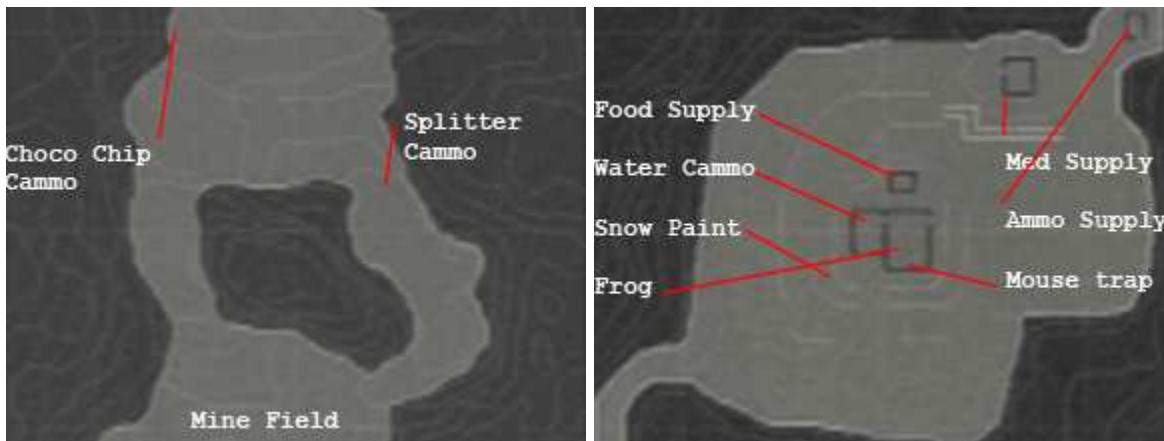 Choco Chip
Cammo
Splitter
Cammo
Mine Field
Food Supply
Water Cammo
Snow Paint
Frog
Med Supply
Ammo Supply
Mouse trap